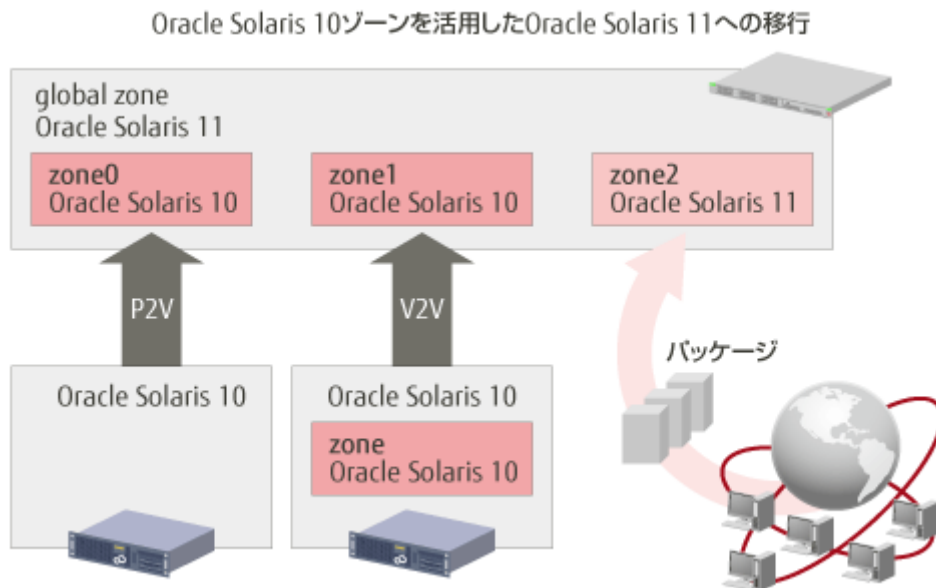 Oracle Solaris 10ゾーンを活用したOracle Solaris 11への移行
global zone
Oracle Solaris 11
zone0
Oracle Solaris 10
zone1
Oracle Solaris 10
zone2
Oracle Solaris 11
P2V
V2V
パッケージ
Oracle Solaris 10
Oracle Solaris 10
zone
Oracle Solaris 10